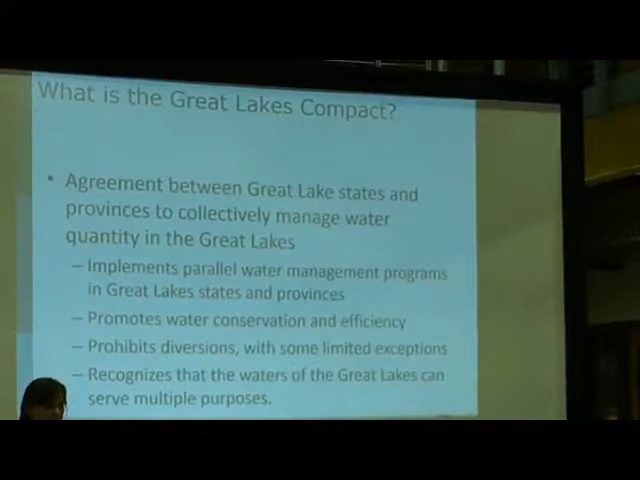 What is the Great Lakes Compact?
• Agreement between Great Lake states and
provinces to collectively manage water
quantity in the Great Lakes
– Implements parallel water management programs
in Great Lakes states and provinces
– Promotes water conservation and efficiency
– Prohibits diversions, with some limited exceptions
– Recognizes that the waters of the Great Lakes can
serve multiple purposes.